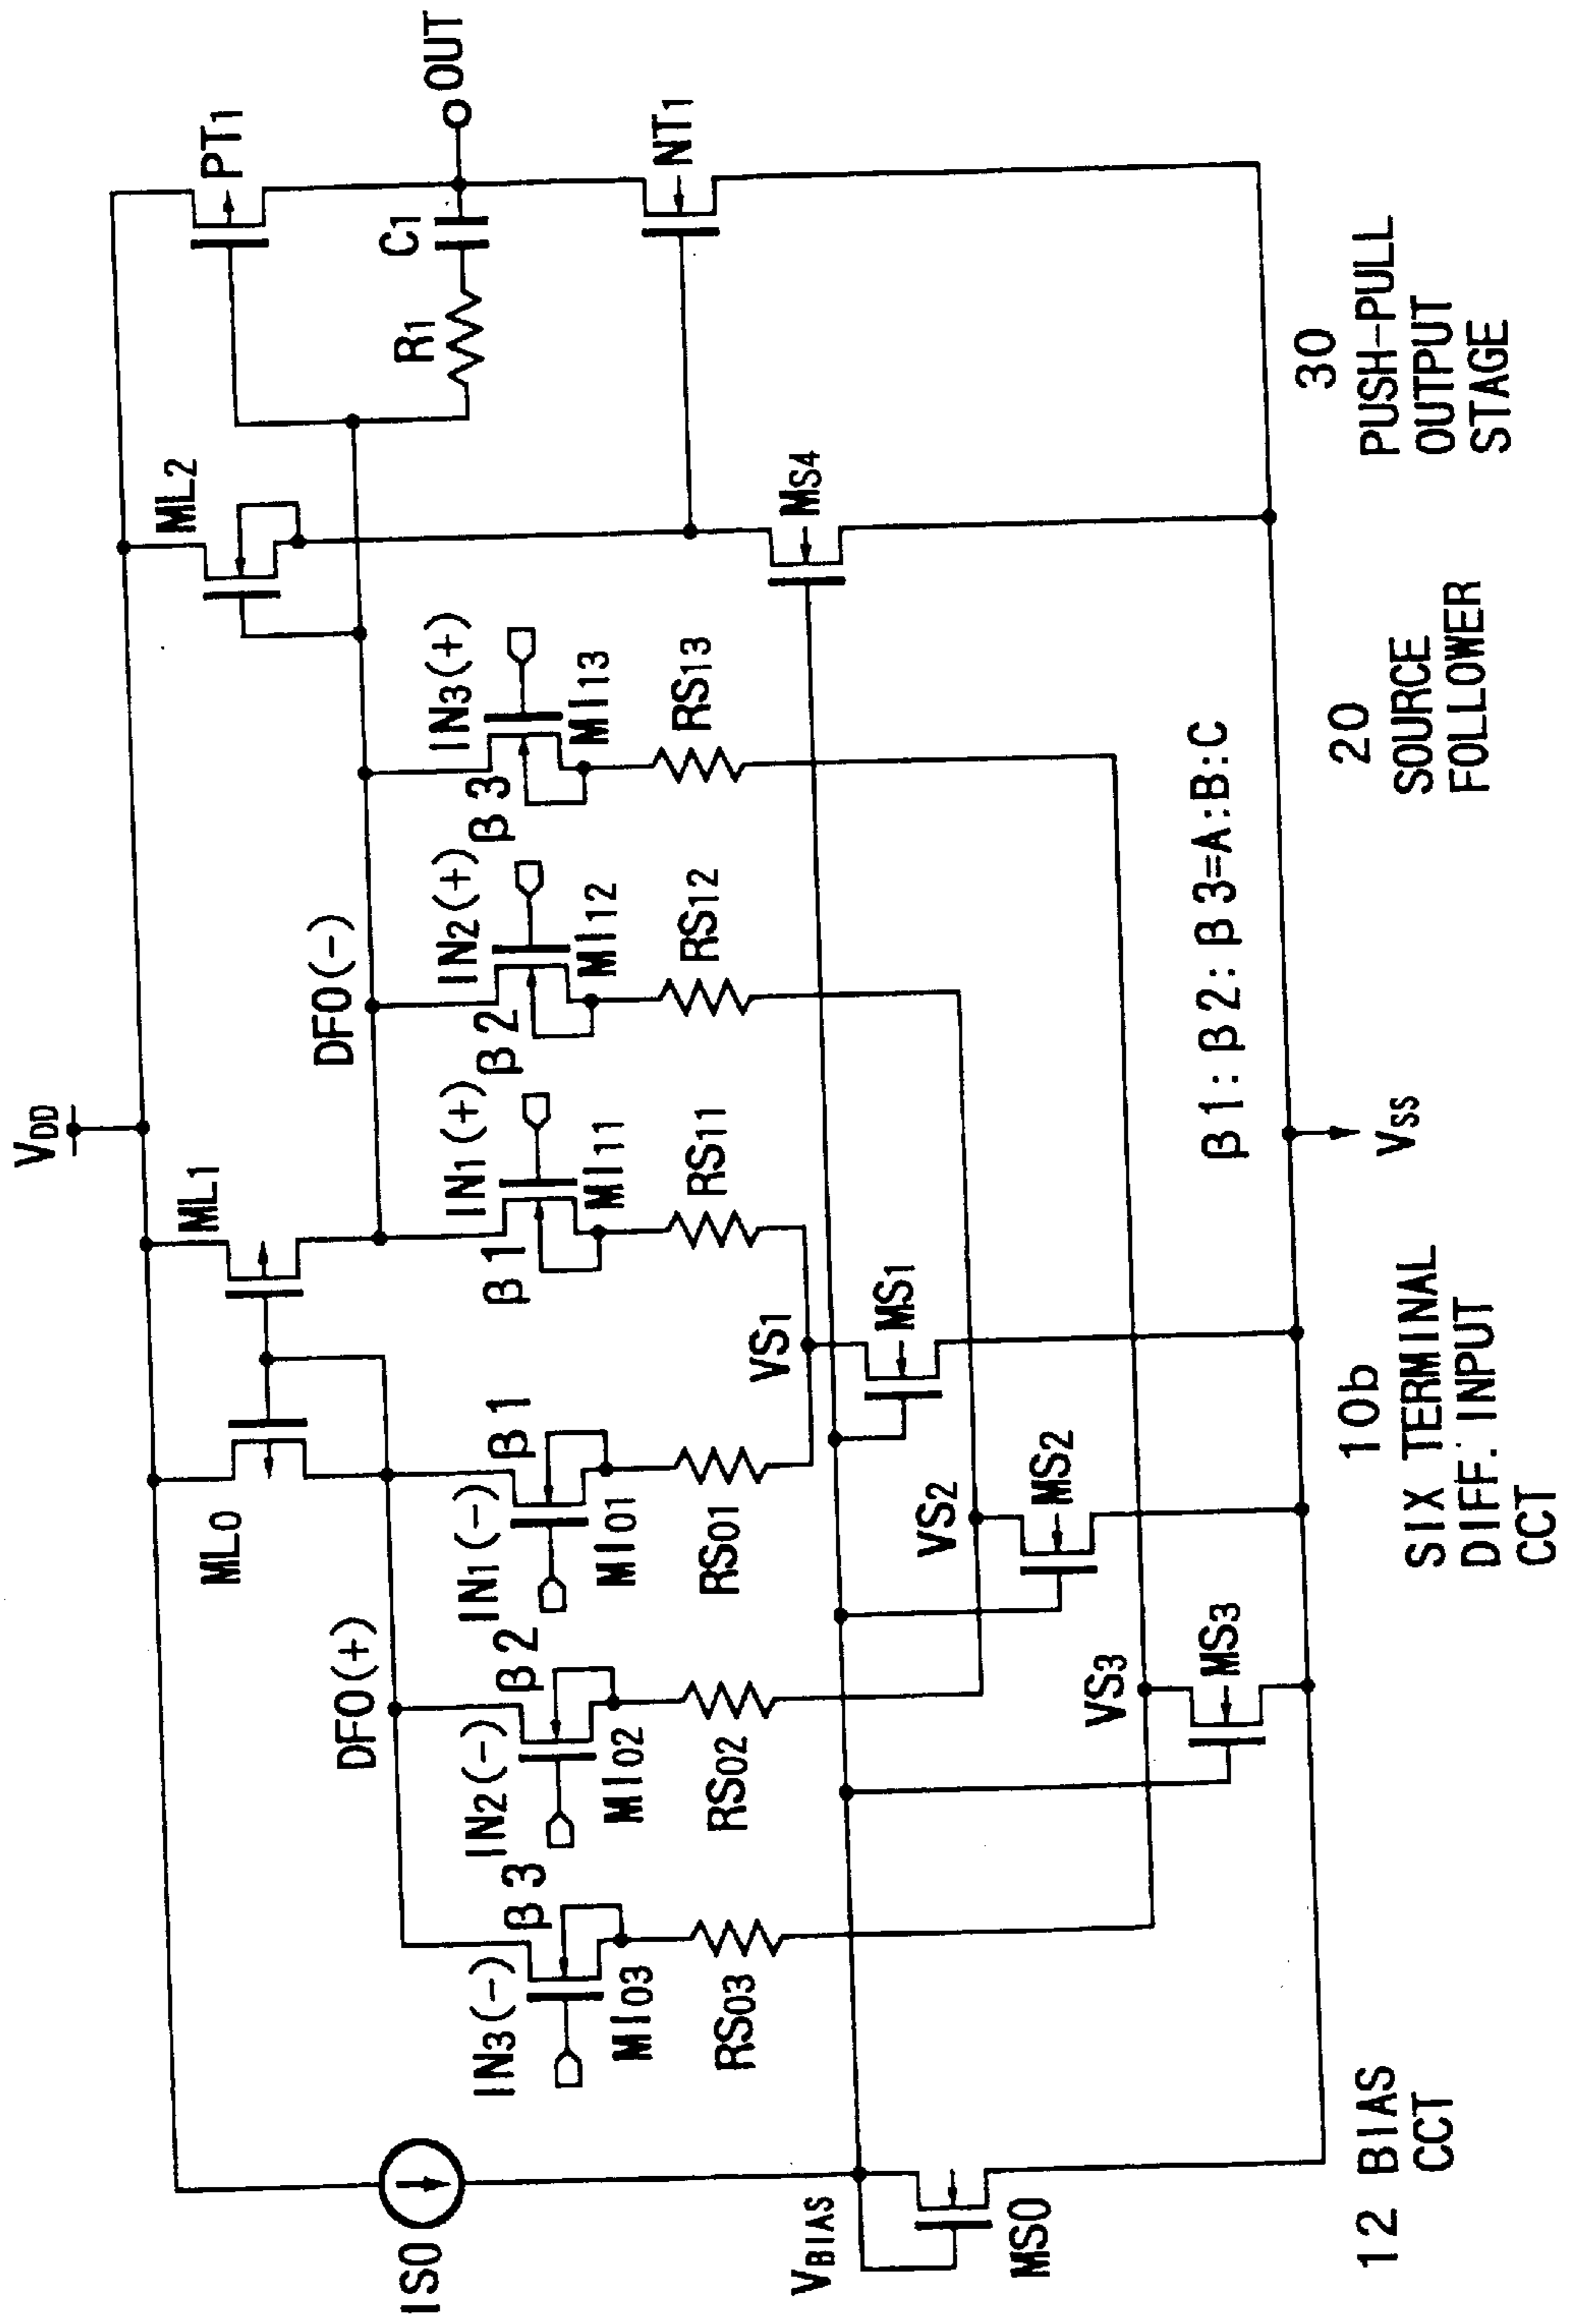 VDD
ISO
VBIAS
MSO
12 BIAS
CCT
ML0
ML1
DFO(+)
DFO(-)
IN3(-)
β3
MI03
RS03
IN2(-)
β2
MI02
RS02
IN1(-)
β1
MI01
RS01
IN1(+)
β1
MI11
RS11
IN2(+)
β2
MI12
RS12
IN3(+)
β3
MI13
RS13
VS1
MS1
VS2
MS2
VS3
MS3
β1:β2:β3=A:B:C
VSS
10b
SIX TERMINAL
DIFF. INPUT
CCT
ML2
MS4
20
SOURCE
FOLLOWER
PT1
C1
R1
OUT
NT1
30
PUSH-PULL
OUTPUT
STAGE